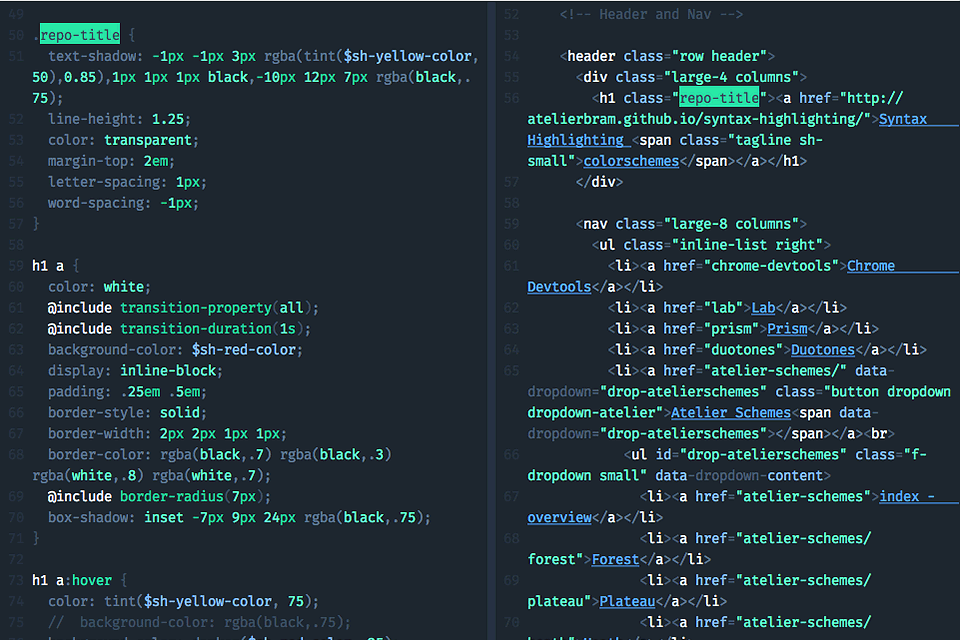 49
50 .repo-title {
51 text-shadow: -1px -1px 3px rgba(tint($sh-yellow-color,
50),0.85),1px 1px 1px black,-10px 12px 7px rgba(black,.
75);
52 line-height: 1.25;
53 color: transparent;
54 margin-top: 2em;
55 letter-spacing: 1px;
56 word-spacing: -1px;
57 }
58
59 h1 a {
60 color: white;
61 @include transition-property(all);
62 @include transition-duration(1s);
63 background-color: $sh-red-color;
64 display: inline-block;
65 padding: .25em .5em;
66 border-style: solid;
67 border-width: 2px 2px 1px 1px;
68 border-color: rgba(black,.7) rgba(black,.3)
rgba(white,.8) rgba(white,.7);
69 @include border-radius(7px);
70 box-shadow: inset -7px 9px 24px rgba(black,.75);
71 }
72
73 h1 a:hover {
74 color: tint($sh-yellow-color, 75);
75 // background-color: rgba(black,.75);
52 <!-- Header and Nav -->
53
54 <header class="row header">
55 <div class="large-4 columns">
56 <h1 class="repo-title"><a href="http://
atelierbram.github.io/syntax-highlighting/">Syntax
Highlighting <span class="tagline sh-
small">colorschemes</span></a></h1>
57 </div>
58
59 <nav class="large-8 columns">
60 <ul class="inline-list right">
61 <li><a href="chrome-devtools">Chrome
Devtools</a></li>
62 <li><a href="lab">Lab</a></li>
63 <li><a href="prism">Prism</a></li>
64 <li><a href="duotones">Duotones</a></li>
65 <li><a href="atelier-schemes/" data-
dropdown="drop-atelierschemes" class="button dropdown
dropdown-atelier">Atelier Schemes<span data-
dropdown="drop-atelierschemes"></span></a><br>
66 <ul id="drop-atelierschemes" class="f-
dropdown small" data-dropdown-content>
67 <li><a href="atelier-schemes">index -
overview</a></li>
68 <li><a href="atelier-schemes/
forest">Forest</a></li>
69 <li><a href="atelier-schemes/
plateau">Plateau</a></li>
70 <li><a href="atelier-schemes/